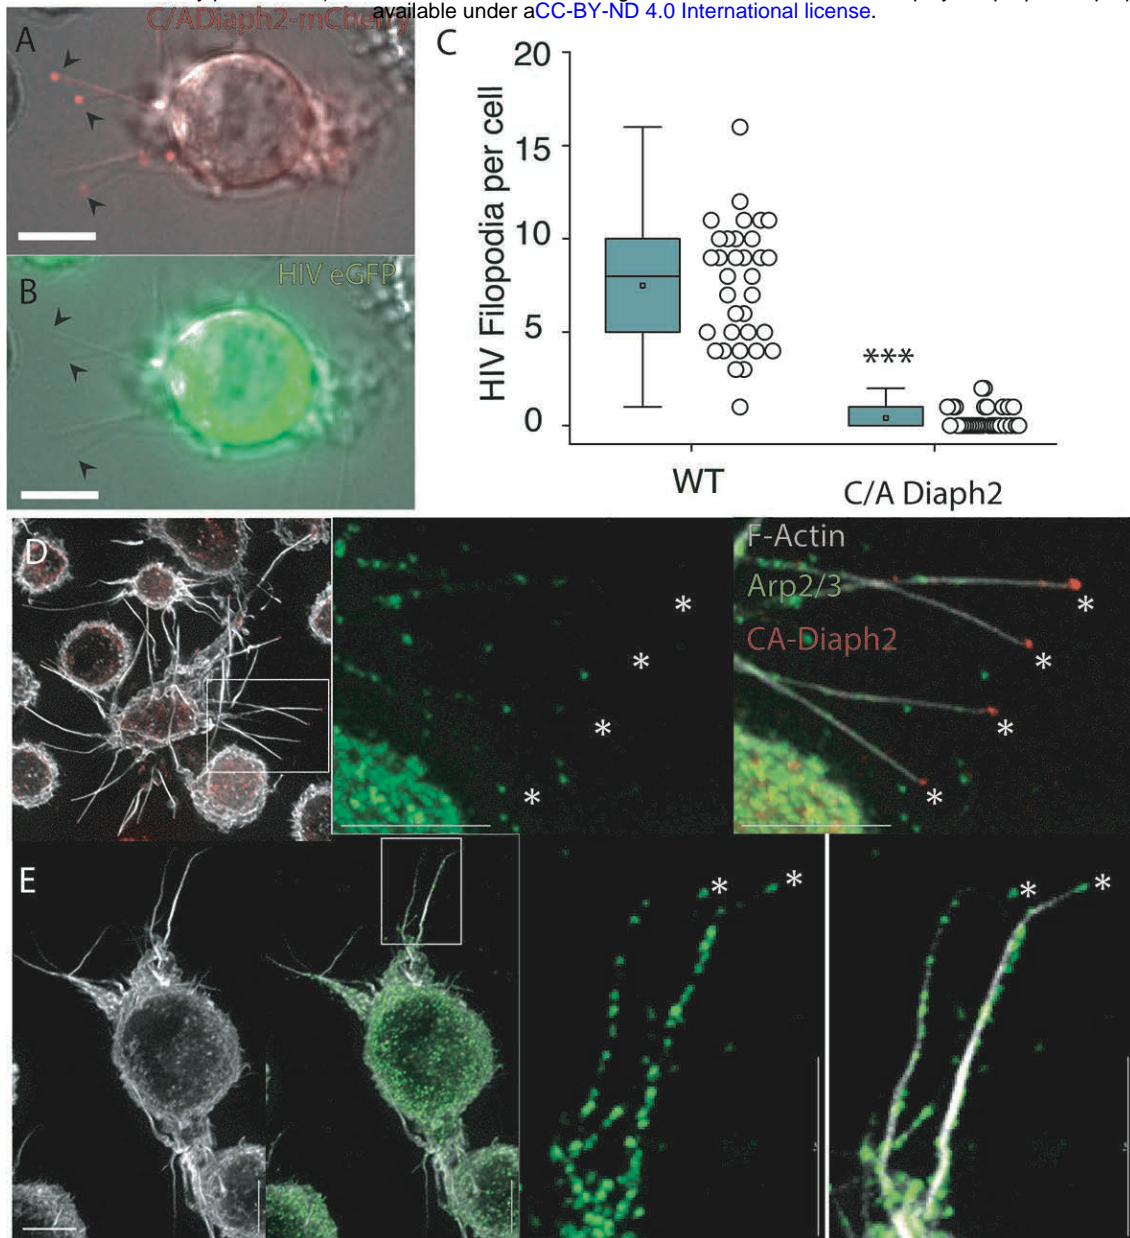 available under aCC-BY-ND 4.0 International license.
C/ADiaph2-mCherry
A
B
HIV eGFP
C
HIV Filopodia per cell
20
15
10
5
0
***
WT
C/A Diaph2
D
F-Actin
Arp2/3
CA-Diaph2
*
*
*
*
*
*
*
*
E
*
*
*
*